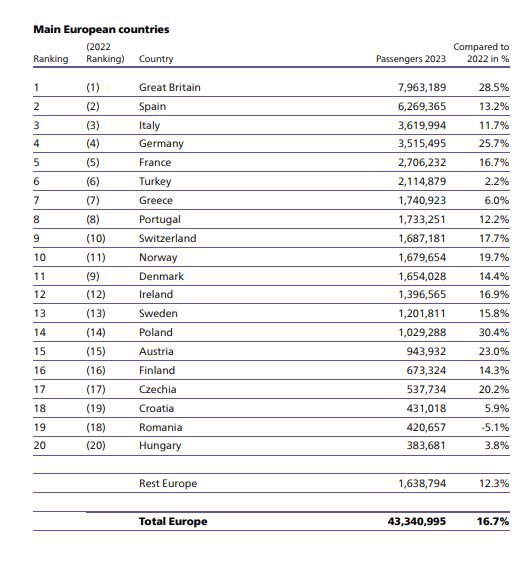 Main European countries
Ranking (2022 Ranking) Country Passengers 2023 Compared to 2022 in %
1 (1) Great Britain 7,963,189 28.5%
2 (2) Spain 6,269,365 13.2%
3 (3) Italy 3,619,994 11.7%
4 (4) Germany 3,515,495 25.7%
5 (5) France 2,706,232 16.7%
6 (6) Turkey 2,114,879 2.2%
7 (7) Greece 1,740,923 6.0%
8 (8) Portugal 1,733,251 12.2%
9 (10) Switzerland 1,687,181 17.7%
10 (11) Norway 1,679,654 19.7%
11 (9) Denmark 1,654,028 14.4%
12 (12) Ireland 1,396,565 16.9%
13 (13) Sweden 1,201,811 15.8%
14 (14) Poland 1,029,288 30.4%
15 (15) Austria 943,932 23.0%
16 (16) Finland 673,324 14.3%
17 (17) Czechia 537,734 20.2%
18 (19) Croatia 431,018 5.9%
19 (18) Romania 420,657 -5.1%
20 (20) Hungary 383,681 3.8%
Rest Europe 1,638,794 12.3%
Total Europe 43,340,995 16.7%